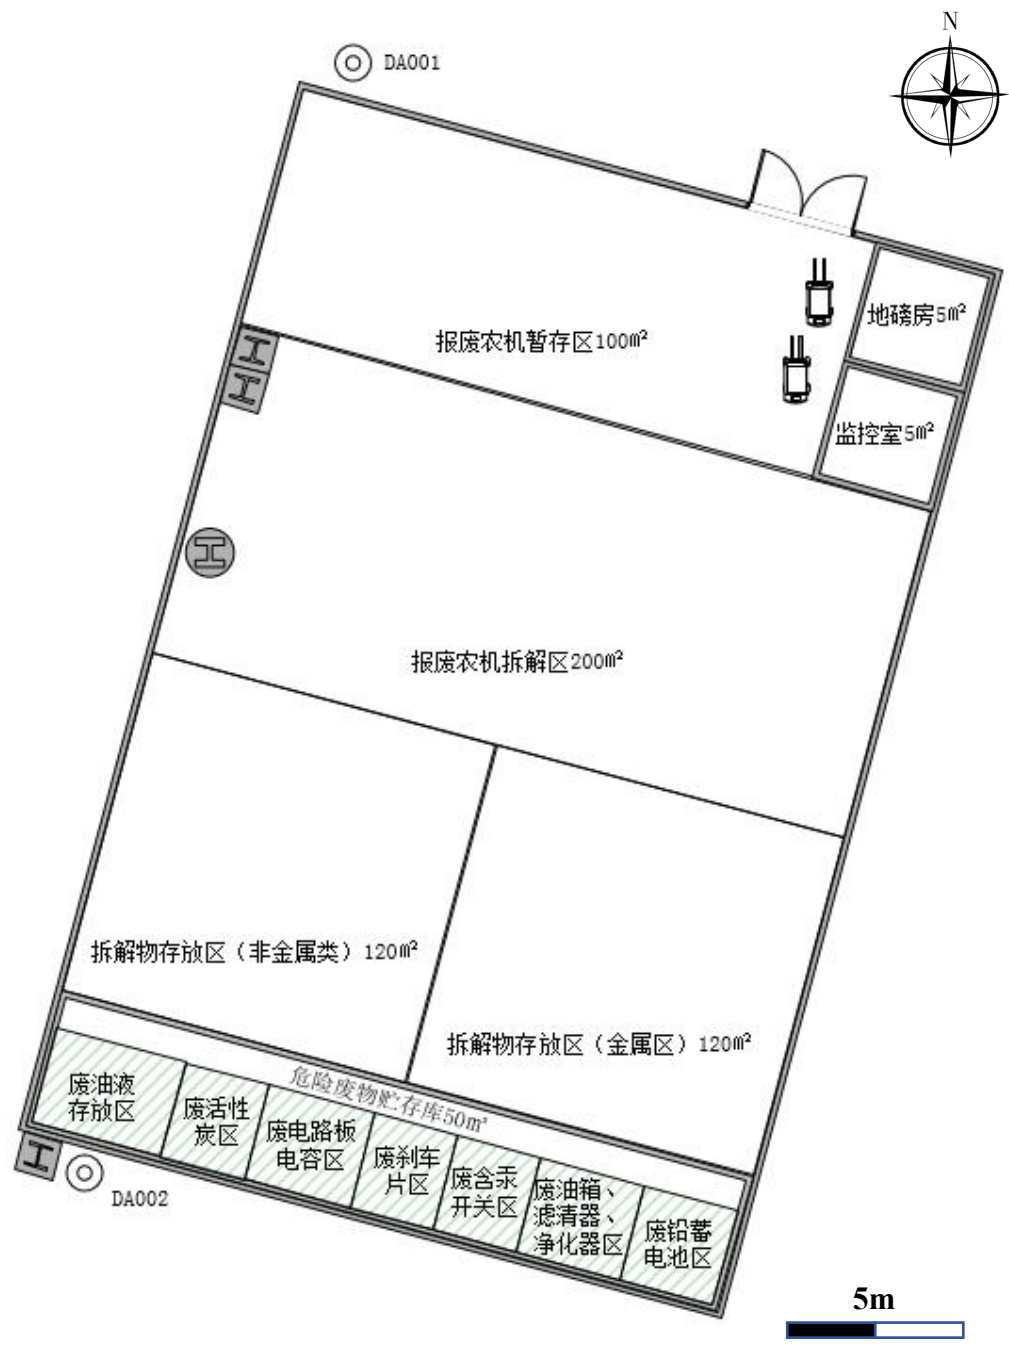 N
DA001
地磅房5㎡
报废农机暂存区100㎡
监控室5㎡
报废农机拆解区200㎡
拆解物存放区（非金属类）120㎡
拆解物存放区（金属区）120㎡
危险废物贮存库50㎡
废油液
存放区
废活性
炭区
废电路板
电容区
废刹车
片区
废含汞
开关区
废油箱、
滤清器、
净化器区
废铅蓄
电池区
DA002
5m